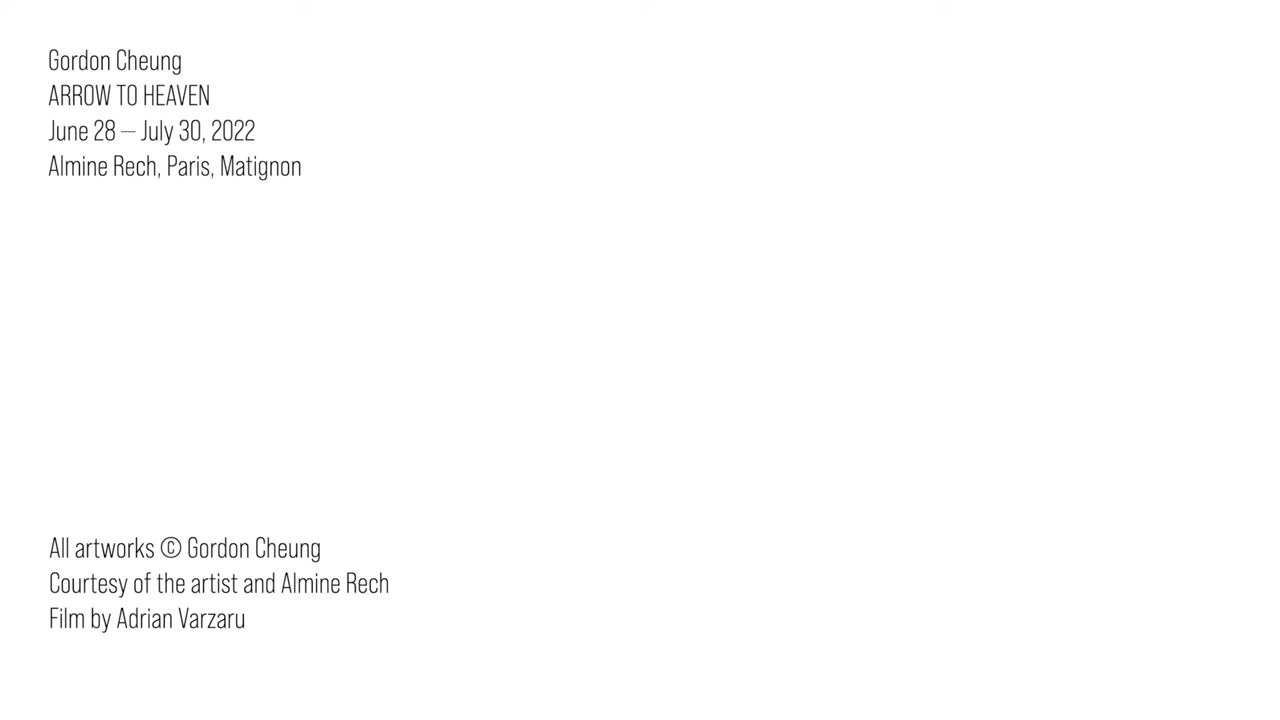 Gordon Cheung
ARROW TO HEAVEN
June 28 — July 30, 2022
Almine Rech, Paris, Matignon
All artworks © Gordon Cheung
Courtesy of the artist and Almine Rech
Film by Adrian Varzaru